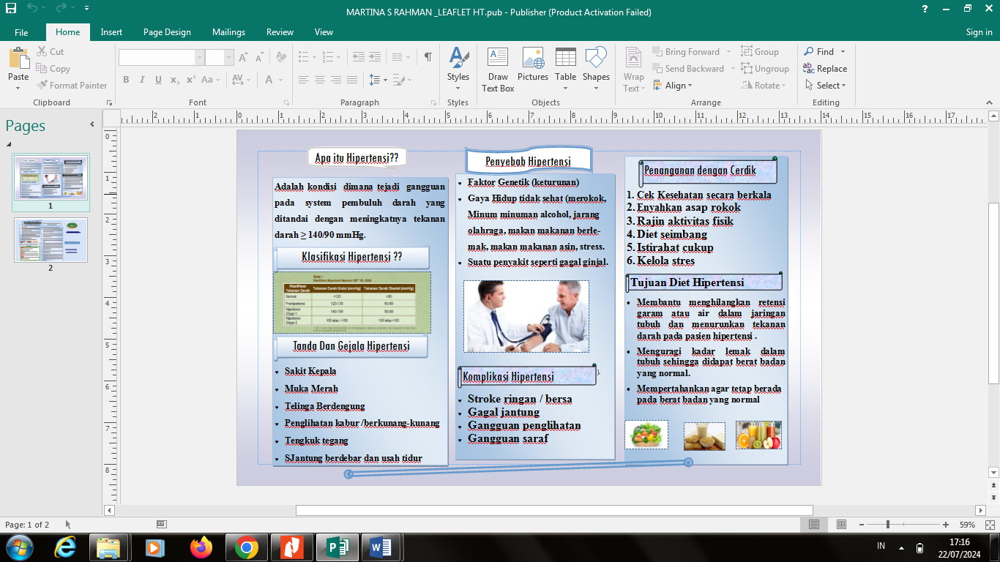 MARTINA S RAHMAN _LEAFLET HT.pub - Publisher (Product Activation Failed)
File
Home
Insert
Page Design
Mailings
Review
View
Sign in
Paste
Cut
Copy
Format Painter
Clipboard
Font
Paragraph
Styles
Styles
Draw
Text Box
Pictures
Table
Shapes
Objects
Wrap
Text
Bring Forward
Send Backward
Align
Group
Ungroup
Rotate
Arrange
Find
Replace
Select
Editing
Pages
1
2
Apa itu Hipertensi??
Adalah kondisi dimana tejadi gangguan
pada system pembuluh darah yang
ditandai dengan meningkatnya tekanan
darah ≥ 140/90 mmHg.
Klasifikasi Hipertensi ??
Klasifikasi
Tekanan Darah
Tekanan Darah Sistol (mmHg)
Tekanan Darah Diastol (mmHg)
Normal
<120
<80
Prehipertensi
120-139
80-89
Hipertensi
Stage 1
140-159
90-99
Hipertensi
Stage 2
Tanda Dan Gejala Hipertensi
Sakit Kepala
Muka Merah
Telinga Berdengung
Penglihatan kabur /berkunang-kunang
Tengkuk tegang
SJantung berdebar dan usah tidur
Penyebab Hipertensi
Faktor Genetik (keturunan)
Gaya Hidup tidak sehat (merokok,
Minum minuman alcohol, jarang
olahraga, makan makanan berle-
mak, makan makanan asin, stress.
Suatu penyakit seperti gagal ginjal.
Komplikasi Hipertensi
Stroke ringan / bersa
Gagal jantung
Gangguan penglihatan
Gangguan saraf
Penanganan dengan Cerdik
1. Cek Kesehatan secara berkala
2. Enyahkan asap rokok
3. Rajin aktivitas fisik
4. Diet seimbang
5. Istirahat cukup
6. Kelola stres
Tujuan Diet Hipertensi
Membantu menghilangkan retensi
garam atau air dalam jaringan
tubuh dan menurunkan tekanan
darah pada pasien hipertensi .
Menguragi kadar lemak dalam
tubuh sehingga didapat berat badan
yang normal.
Mempertahankan agar tetap berada
pada berat badan yang normal
Page: 1 of 2
59%
IN
17:16
22/07/2024